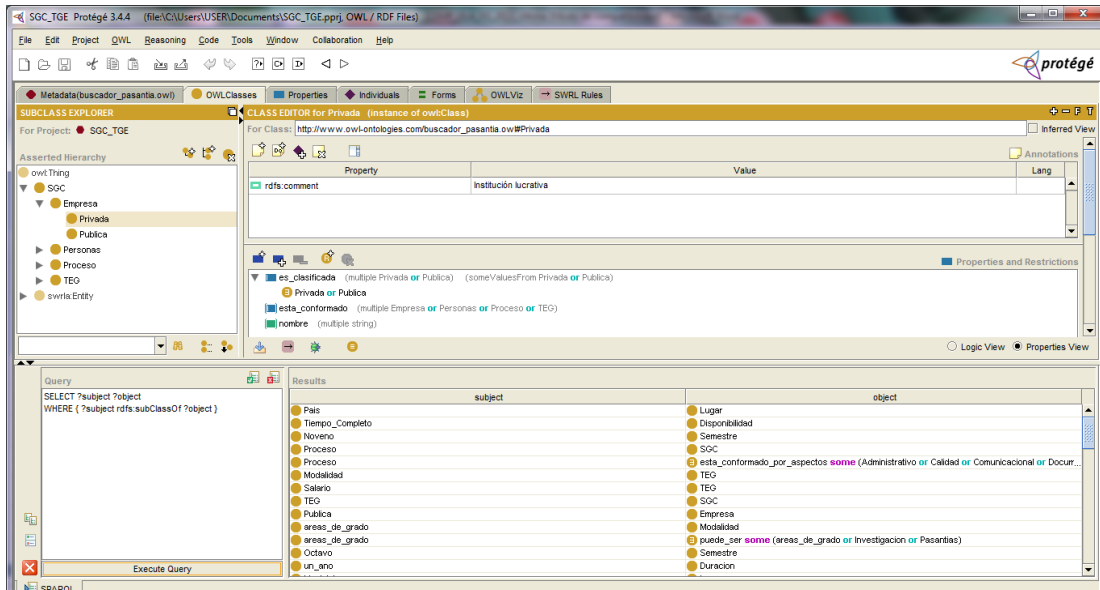 SGC_TGE Protégé 3.4.4 (file:\C:\Users\USER\Documents\SGC_TGE.pprj, OWL / RDF Files)
File Edit Project OWL Reasoning Code Tools Window Collaboration Help
protégé
Metadata(buscador_pasantia.owl) OWLClasses Properties Individuals Forms OWLViz SWRL Rules
SUBCLASS EXPLORER
For Project: SGC_TGE
Asserted Hierarchy
owl:Thing
SGC
Empresa
Privada
Publica
Personas
Proceso
TEG
swrla:Entity
CLASS EDITOR for Privada (instance of owl:Class)
For Class: http://www.owl-ontologies.com/buscador_pasantia.owl#Privada Inferred View
Annotations
Property Value Lang
rdfs:comment Institución lucrativa
Properties and Restrictions
es_clasificada (multiple Privada or Publica) (someValuesFrom Privada or Publica)
Privada or Publica
esta_conformado (multiple Empresa or Personas or Proceso or TEG)
nombre (multiple string)
Logic View Properties View
Query
SELECT ?subject ?object
WHERE { ?subject rdfs:subClassOf ?object }
Execute Query
SPARQL
Results
subject object
Pais Lugar
Tiempo_Completo Disponibilidad
Noveno Semestre
Proceso SGC
Proceso esta_conformado_por_aspectos some (Administrativo or Calidad or Comunicacional or Docum...
Modalidad TEG
Salario TEG
TEG SGC
Publica Empresa
areas_de_grado Modalidad
areas_de_grado puede_ser some (areas_de_grado or Investigacion or Pasantias)
Octavo Semestre
un_ano Duracion